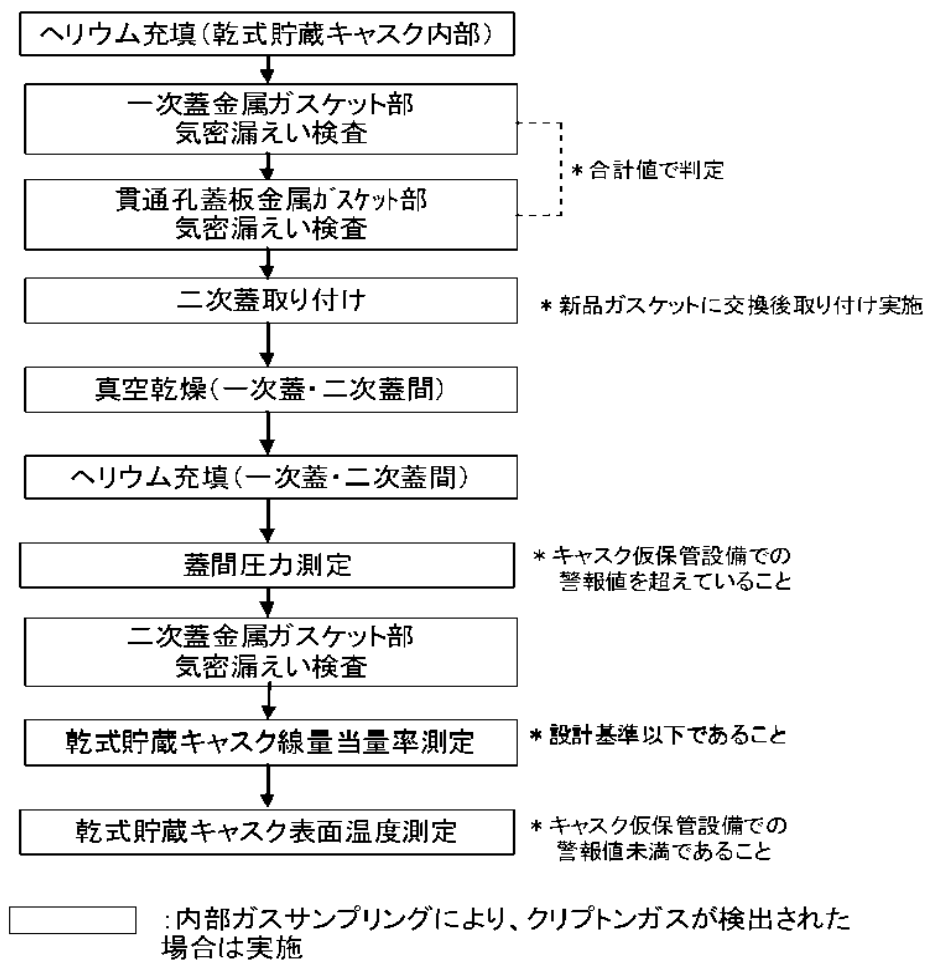 ヘリウム充填(乾式貯蔵キャスク内部)
一次蓋金属ガスケット部
気密漏えい検査
*合計値で判定
貫通孔蓋板金属ガスケット部
気密漏えい検査
二次蓋取り付け
*新品ガスケットに交換後取り付け実施
真空乾燥(一次蓋・二次蓋間)
ヘリウム充填(一次蓋・二次蓋間)
蓋間圧力測定
*キャスク仮保管設備での
警報値を超えていること
二次蓋金属ガスケット部
気密漏えい検査
乾式貯蔵キャスク線量当量率測定
*設計基準以下であること
乾式貯蔵キャスク表面温度測定
*キャスク仮保管設備での
警報値未満であること
:内部ガスサンプリングにより、クリプトンガスが検出された
場合は実施